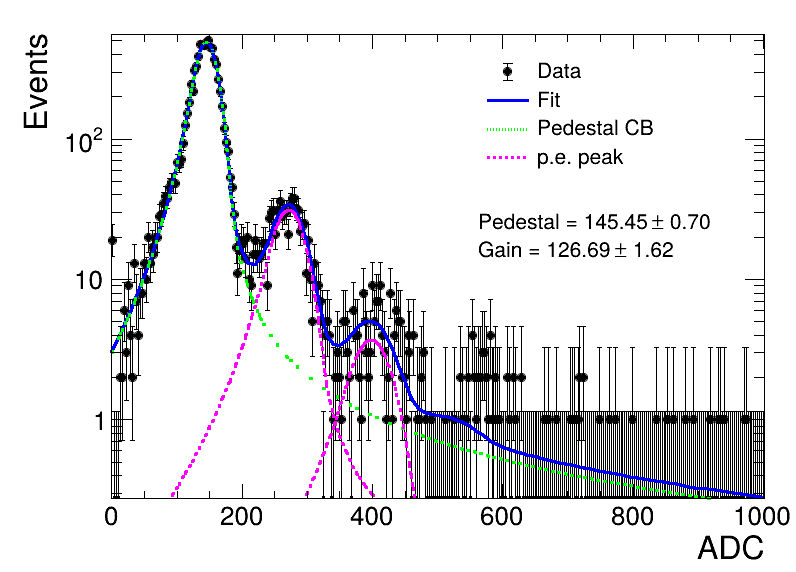 Events
10²
10
1
Data
Fit
Pedestal CB
p.e. peak
Pedestal = 145.45 ± 0.70
Gain = 126.69 ± 1.62
0 200 400 600 800 1000
ADC